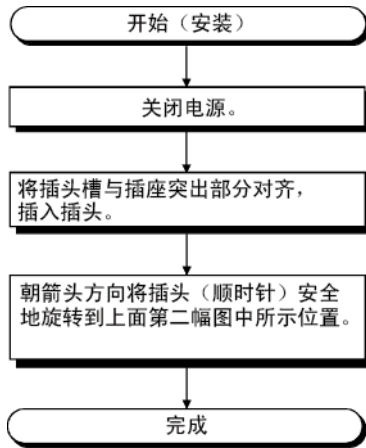 开始（安装）
关闭电源。
将插头槽与插座突出部分对齐，
插入插头。
朝箭头方向将插头（顺时针）安全
地旋转到上面第二幅图中所示位置。
完成